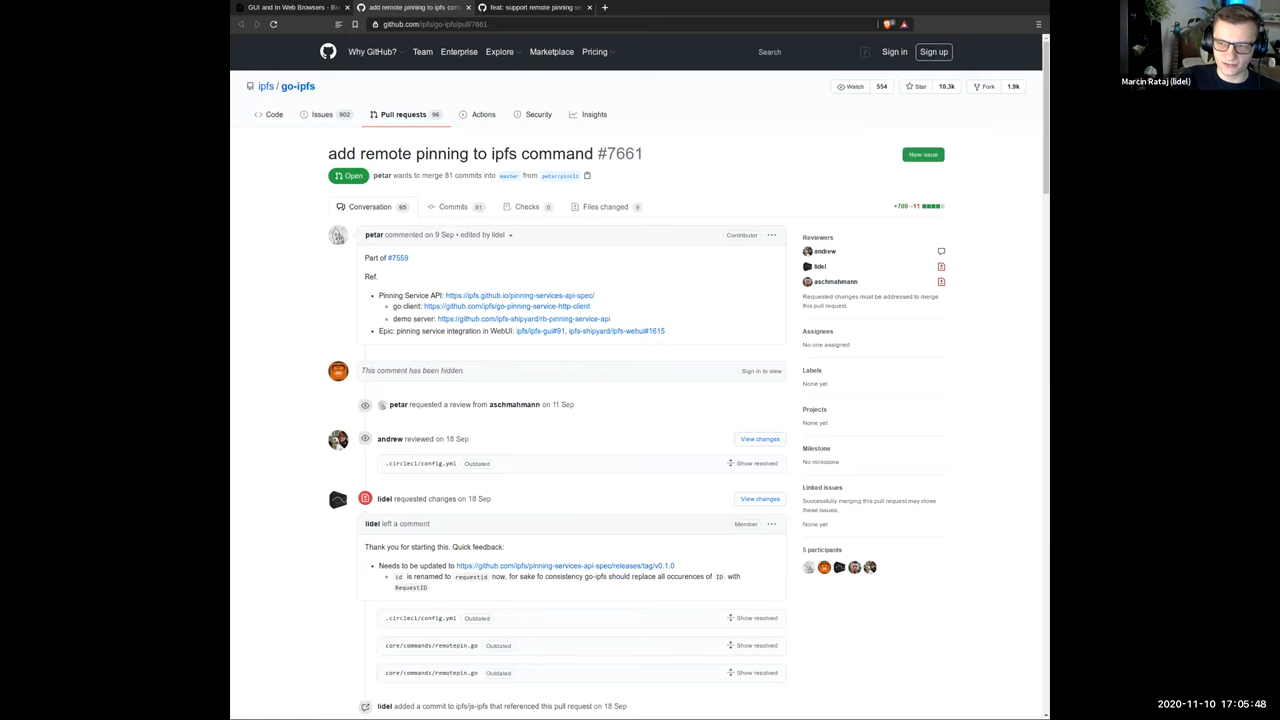 GUI and In Web Browsers - Bl
add remote pinning to ipfs com
feat: support remote pinning se
github.com/ipfs/go-ipfs/pull/7661
Why GitHub?
Team
Enterprise
Explore
Marketplace
Pricing
Search
/
Sign in
Sign up
Marcin Rataj (lidel)
ipfs / go-ipfs
Watch 554
Star 10.3k
Fork 1.9k
Code
Issues 902
Pull requests 96
Actions
Security
Insights
add remote pinning to ipfs command #7661
New issue
Open
petar wants to merge 81 commits into master from petar/pincli
Conversation 65
Commits 81
Checks 0
Files changed 9
+700 −11
petar commented on 9 Sep • edited by lidel
Contributor
Part of #7559
Ref.
Pinning Service API: https://ipfs.github.io/pinning-services-api-spec/
go client: https://github.com/ipfs/go-pinning-service-http-client
demo server: https://github.com/ipfs-shipyard/rb-pinning-service-api
Epic: pinning service integration in WebUI: ipfs/ipfs-gui#91, ipfs-shipyard/ipfs-webui#1615
This comment has been hidden.
Sign in to view
petar requested a review from aschmahmann on 11 Sep
andrew reviewed on 18 Sep
View changes
.circleci/config.yml Outdated
Show resolved
lidel requested changes on 18 Sep
View changes
lidel left a comment
Member
Thank you for starting this. Quick feedback:
Needs to be updated to https://github.com/ipfs/pinning-services-api-spec/releases/tag/v0.1.0
id is renamed to requestid now, for sake fo consistency go-ipfs should replace all occurences of ID with
RequestID
.circleci/config.yml Outdated
Show resolved
core/commands/remotepin.go Outdated
Show resolved
core/commands/remotepin.go Outdated
Show resolved
lidel added a commit to ipfs/js-ipfs that referenced this pull request on 18 Sep
Reviewers
andrew
lidel
aschmahmann
Requested changes must be addressed to merge
this pull request.
Assignees
No one assigned
Labels
None yet
Projects
None yet
Milestone
No milestone
Linked issues
Successfully merging this pull request may close
these issues.
None yet
5 participants
2020-11-10 17:05:48